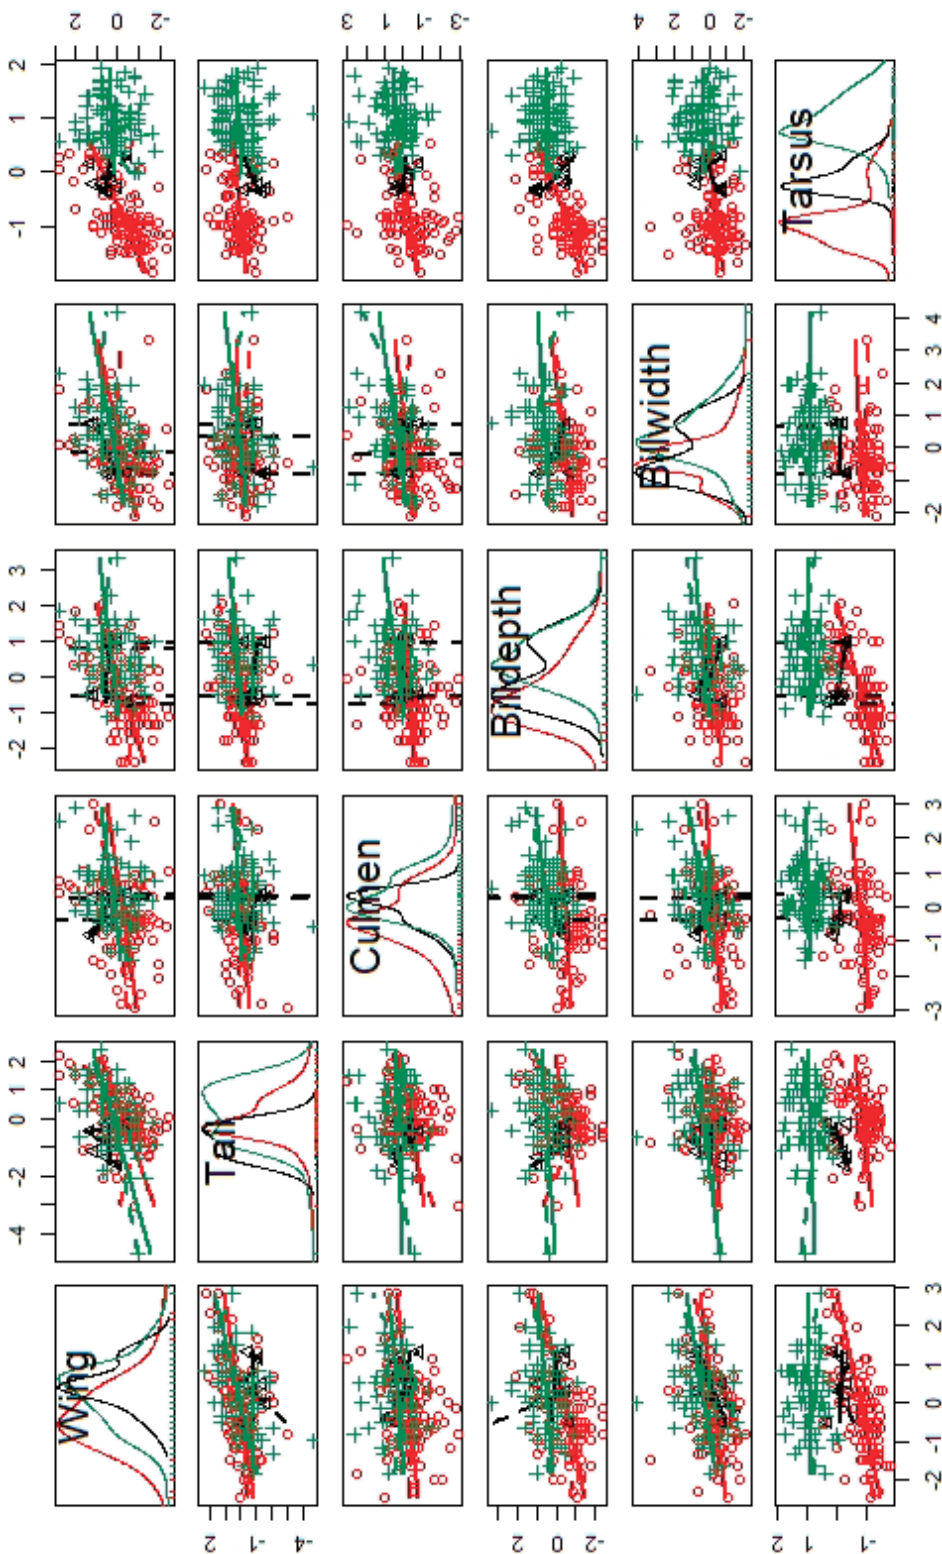 -4 -2 0 1 2
-2 -1 0 1 2 3
-1 0 1 2
Wing
2 0 -2
2 -1 -4
Tail
Culmen
3 1 -1 -3
2 0 -2
Billdepth
Billwidth
4 2 0 -2
2 1 -1
Tarsus
-2 -1 0 1 2 3
-3 -1 0 1 2 3
-2 0 1 2 3 4